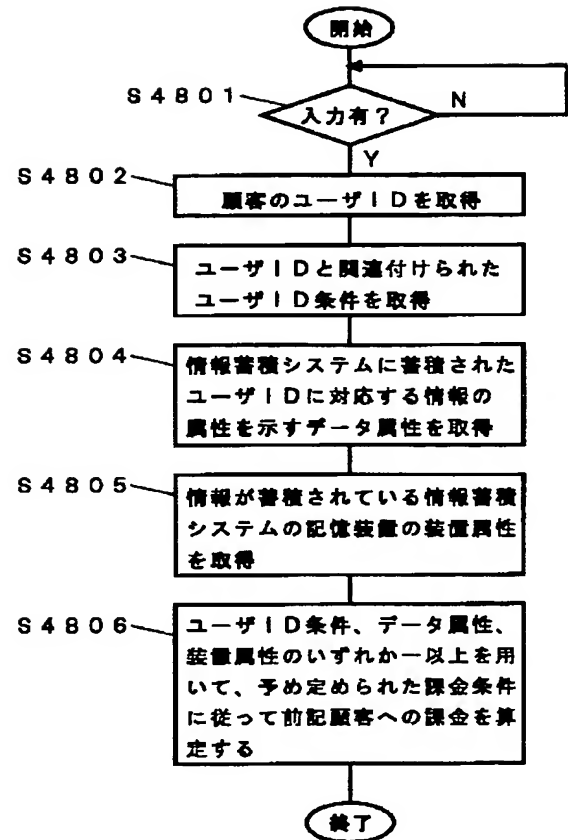 開始
S4801
入力有？
N
Y
S4802
顧客のユーザIDを取得
S4803
ユーザIDと関連付けられた
ユーザID条件を取得
S4804
情報蓄積システムに蓄積された
ユーザIDに対応する情報の
属性を示すデータ属性を取得
S4805
情報が蓄積されている情報蓄積
システムの記憶装置の装置属性
を取得
S4806
ユーザID条件、データ属性、
装置属性のいずれか一以上を用
いて、予め定められた課金条件
に従って前記顧客への課金を算
定する
終了